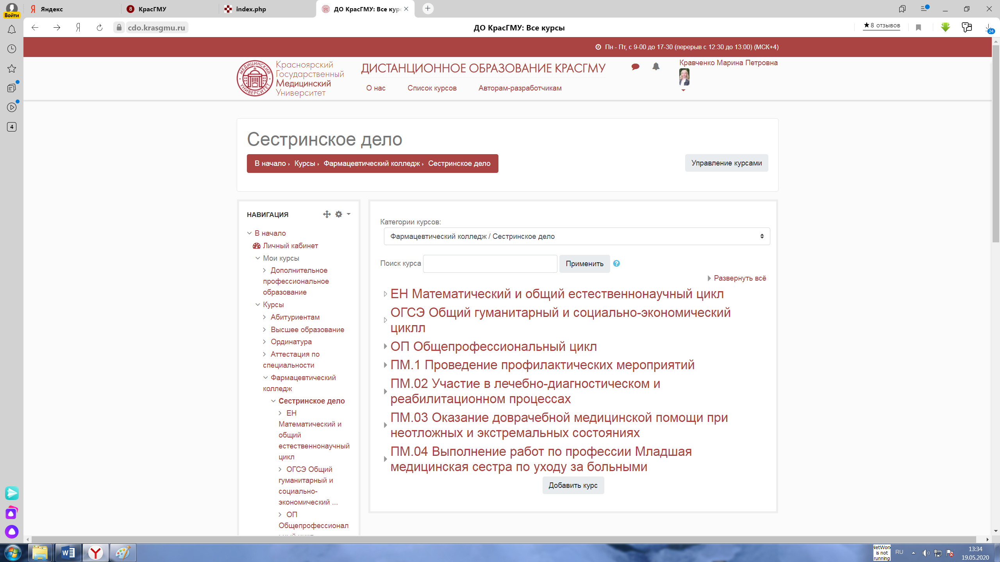 Войти
Яндекс
8 КрасГМУ
index.php
ДО КрасГМУ: Все курс
cdo.krasgmu.ru
ДО КрасГМУ: Все курсы
★8 отзывов
24
4
Пн - Пт, с 9-00 до 17-30 (перерыв с 12:30 до 13:00) (МСК+4)
МЕДИЦИНСКИЙ УНИВЕРСИТЕТ
Красноярский
Государственный
Медицинский
Университет
ДИСТАНЦИОННОЕ ОБРАЗОВАНИЕ КРАСГМУ
О нас
Список курсов
Авторам-разработчикам
Кравченко Марина Петровна
Сестринское дело
В начало Курсы Фармацевтический колледж Сестринское дело
Управление курсами
НАВИГАЦИЯ
В начало
Личный кабинет
Мои курсы
Дополнительное
профессиональное
образование
Курсы
Абитуриентам
Высшее образование
Ординатура
Аттестация по
специальности
Фармацевтический
колледж
Сестринское дело
ЕН
Математический и
общий
естественнонаучный
цикл
ОГСЭ Общий
гуманитарный и
социально-
экономический ...
ОП
Общепрофессионал
Категории курсов:
Фармацевтический колледж / Сестринское дело
Поиск курса
Применить
Развернуть всё
ЕН Математический и общий естественнонаучный цикл
ОГСЭ Общий гуманитарный и социально-экономический
циклл
ОП Общепрофессиональный цикл
ПМ.1 Проведение профилактических мероприятий
ПМ.02 Участие в лечебно-диагностическом и
реабилитационном процессах
ПМ.03 Оказание доврачебной медицинской помощи при
неотложных и экстремальных состояниях
ПМ.04 Выполнение работ по профессии Младшая
медицинская сестра по уходу за больными
Добавить курс
NetWorx
is not
running
RU
13:34
19.05.2020